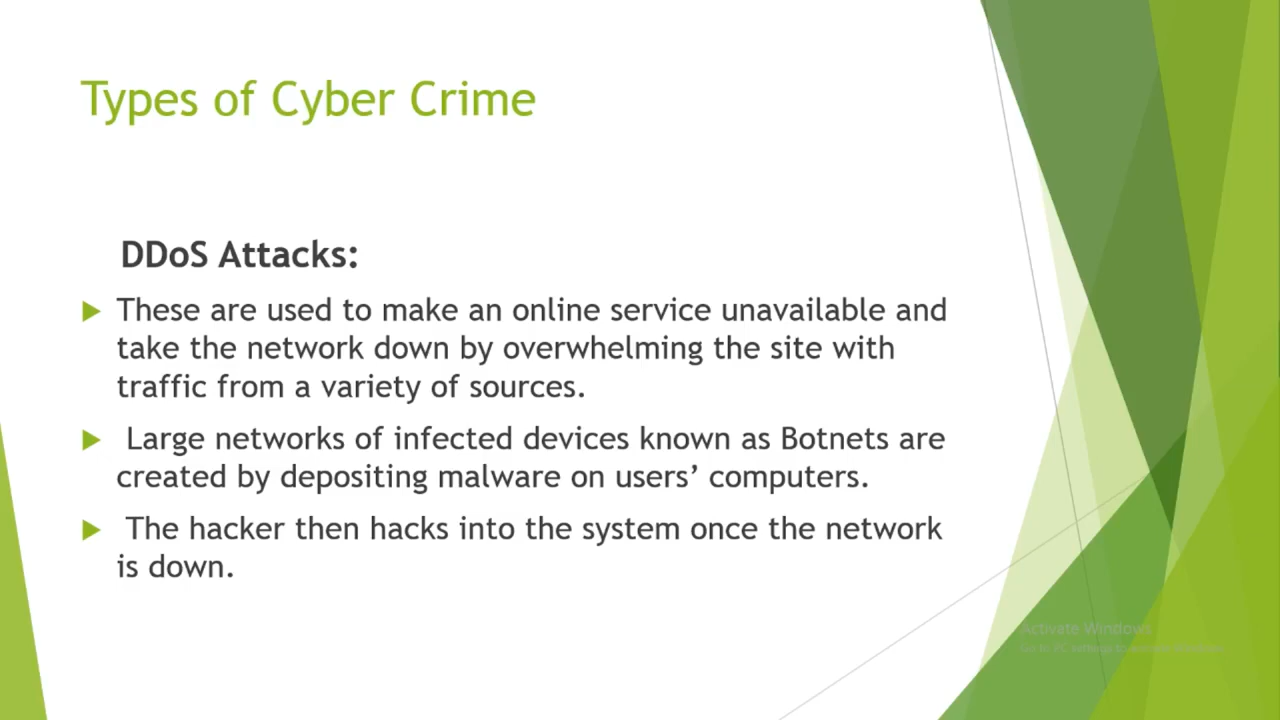 Types of Cyber Crime
DDoS Attacks:
These are used to make an online service unavailable and
take the network down by overwhelming the site with
traffic from a variety of sources.
Large networks of infected devices known as Botnets are
created by depositing malware on users’ computers.
The hacker then hacks into the system once the network
is down.
Activate Windows